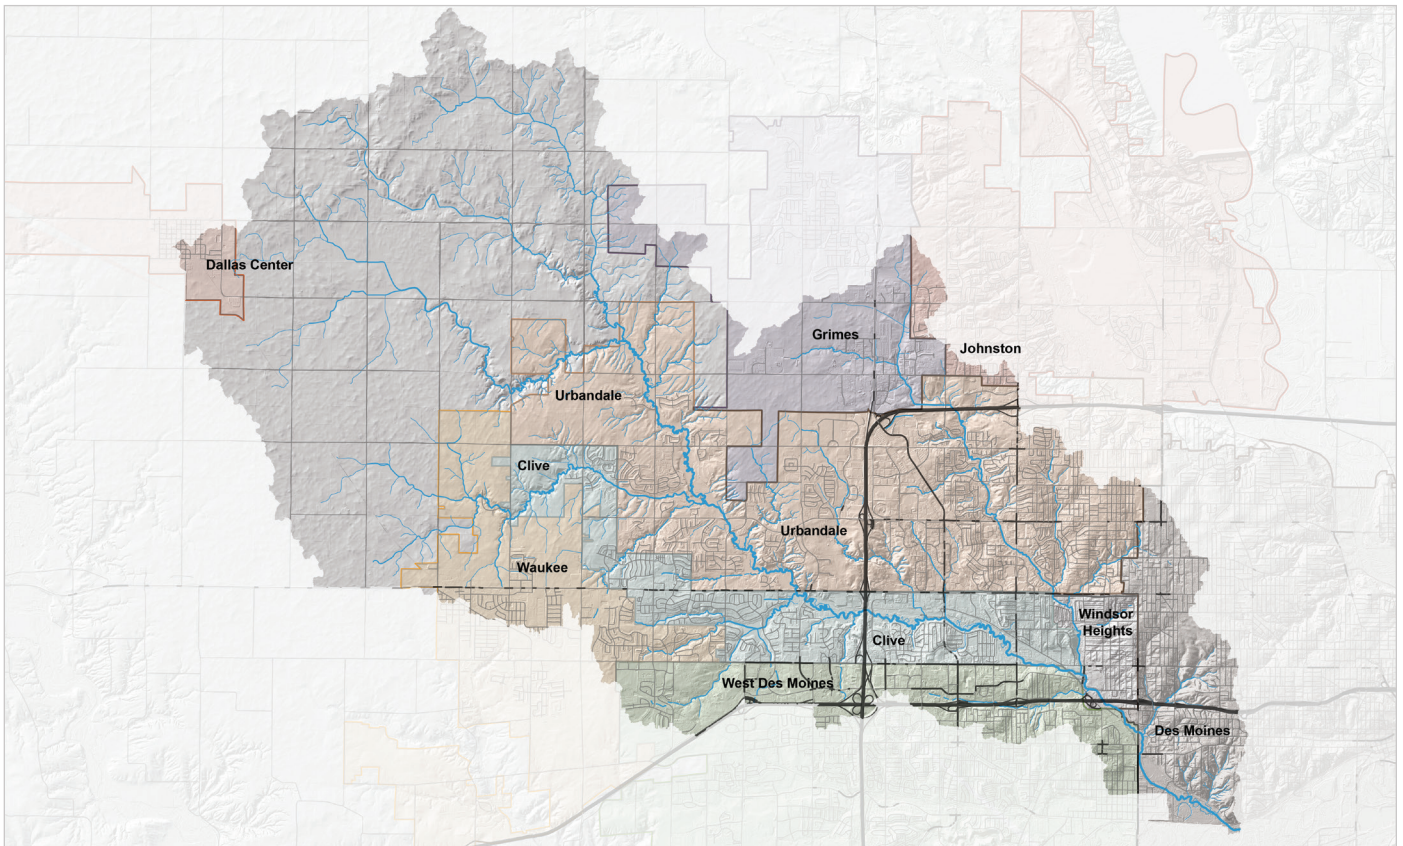 Dallas Center
Grimes
Johnston
Urbandale
Clive
Urbandale
Waukee
Windsor
Heights
Clive
West Des Moines
Des Moines